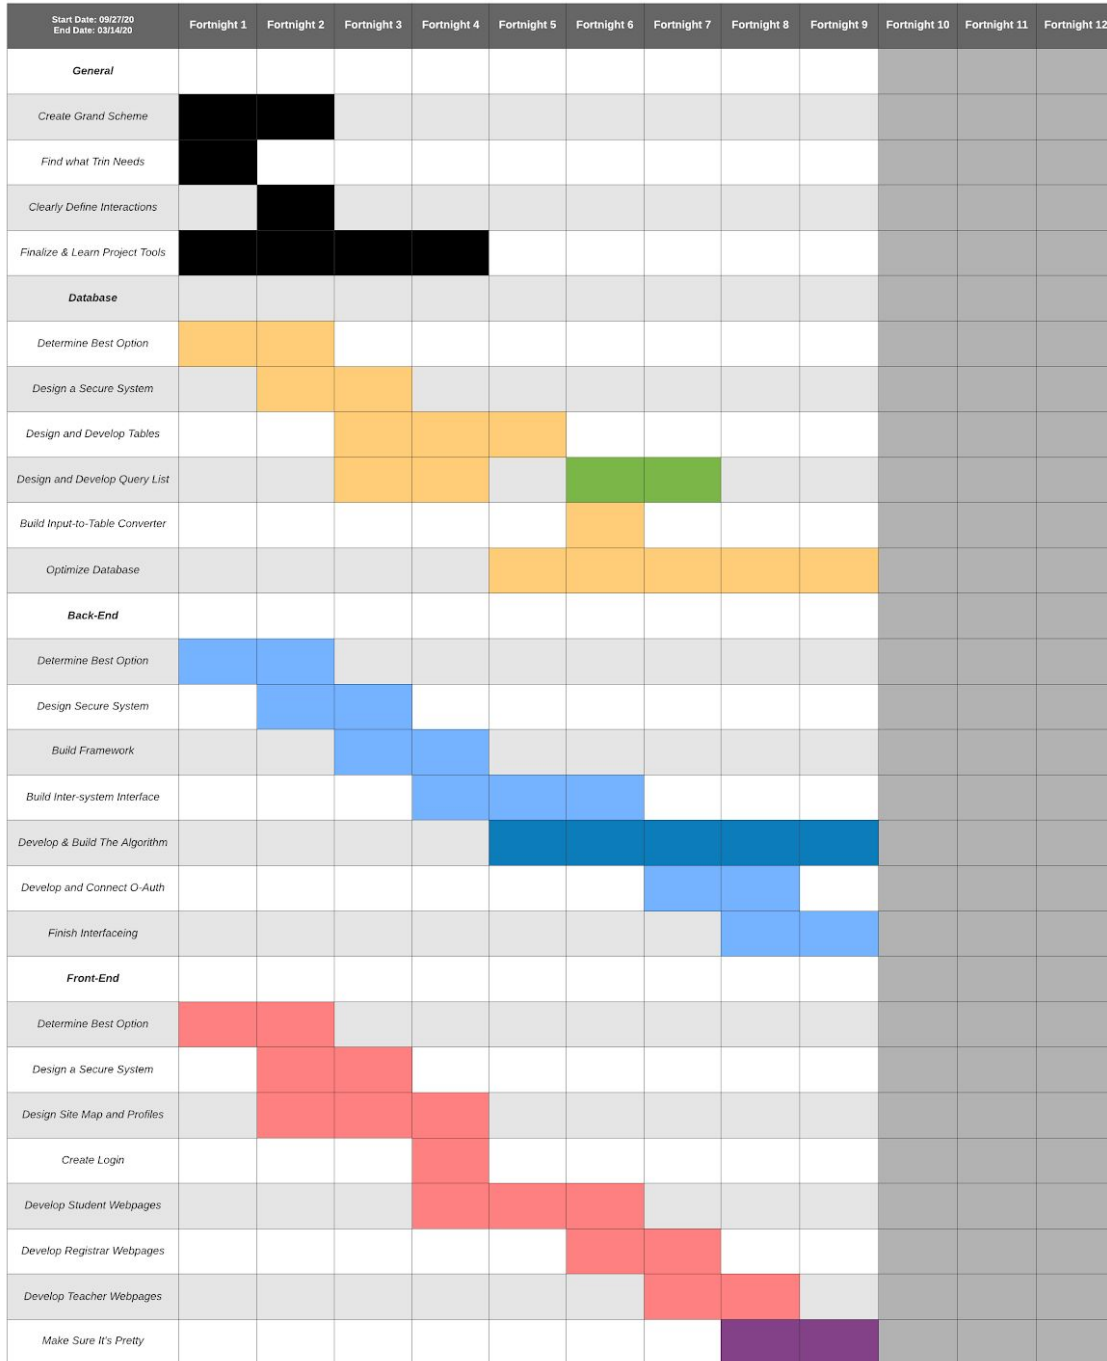 Start Date: 09/27/20
End Date: 03/14/20
Fortnight 1 Fortnight 2 Fortnight 3 Fortnight 4 Fortnight 5 Fortnight 6 Fortnight 7 Fortnight 8 Fortnight 9 Fortnight 10 Fortnight 11 Fortnight 12
General
Create Grand Scheme
Find what Trin Needs
Clearly Define Interactions
Finalize & Learn Project Tools
Database
Determine Best Option
Design a Secure System
Design and Develop Tables
Design and Develop Query List
Build Input-to-Table Converter
Optimize Database
Back-End
Determine Best Option
Design Secure System
Build Framework
Build Inter-system Interface
Develop & Build The Algorithm
Develop and Connect O-Auth
Finish Interfaceing
Front-End
Determine Best Option
Design a Secure System
Design Site Map and Profiles
Create Login
Develop Student Webpages
Develop Registrar Webpages
Develop Teacher Webpages
Make Sure It's Pretty